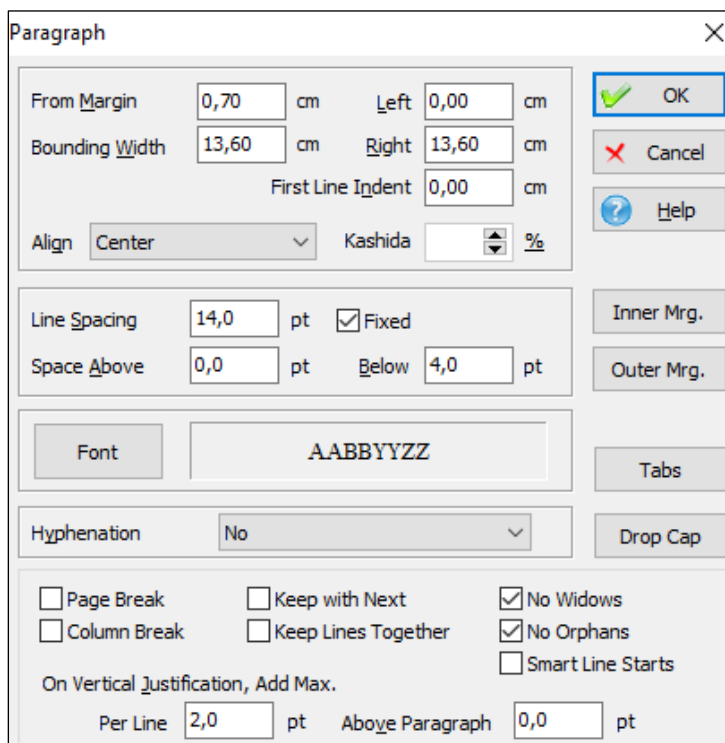 Paragraph
From Margin 0,70 cm Left 0,00 cm
OK
Bounding Width 13,60 cm Right 13,60 cm
Cancel
First Line Indent 0,00 cm
Help
Align Center Kashida %
Line Spacing 14,0 pt Fixed
Inner Mrg.
Space Above 0,0 pt Below 4,0 pt
Outer Mrg.
Font AABBYYZZ
Tabs
Hyphenation No
Drop Cap
Page Break Keep with Next No Widows
Column Break Keep Lines Together No Orphans
Smart Line Starts
On Vertical Justification, Add Max.
Per Line 2,0 pt Above Paragraph 0,0 pt